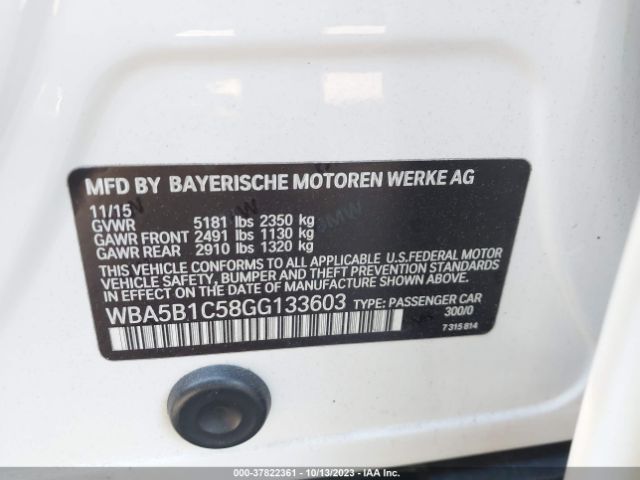 MFD BY BAYERISCHE MOTOREN WERKE AG
11/15
GVWR 5181 lbs 2350 kg
GAWR FRONT 2491 lbs 1130 kg
GAWR REAR 2910 lbs 1320 kg
THIS VEHICLE CONFORMS TO ALL APPLICABLE U.S.FEDERAL MOTOR
VEHICLE SAFETY, BUMPER AND THEFT PREVENTION STANDARDS
IN EFFECT ON THE DATE OF MANUFACTURE SHOWN ABOVE.
WBA5B1C58GG133603 TYPE: PASSENGER CAR
300/0
7 315 814
000-37822361 - 10/13/2023 - IAA Inc.